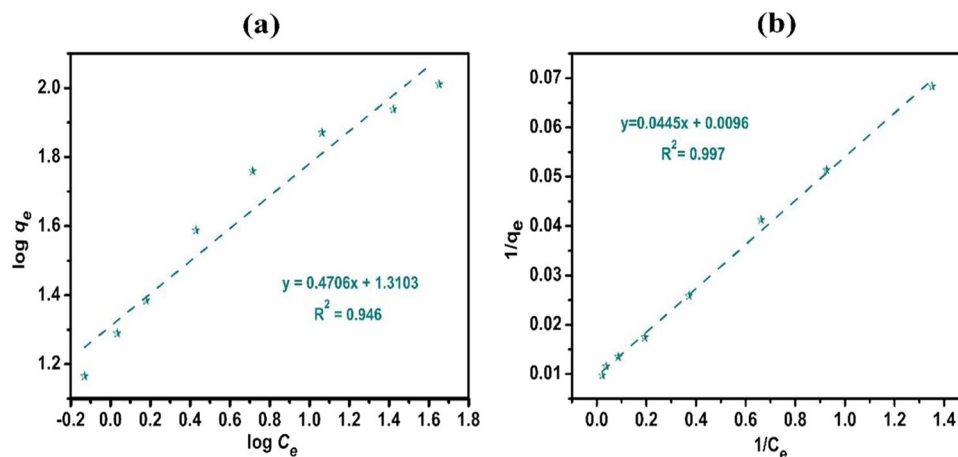 (a)
2.0
1.8
1.6
1.4
1.2
log qe
y = 0.4706x + 1.3103
R2 = 0.946
-0.2 0.0 0.2 0.4 0.6 0.8 1.0 1.2 1.4 1.6 1.8
log Ce
(b)
0.07
0.06
0.05
0.04
0.03
0.02
0.01
1/qe
y=0.0445x + 0.0096
R2= 0.997
0.0 0.2 0.4 0.6 0.8 1.0 1.2 1.4
1/Ce